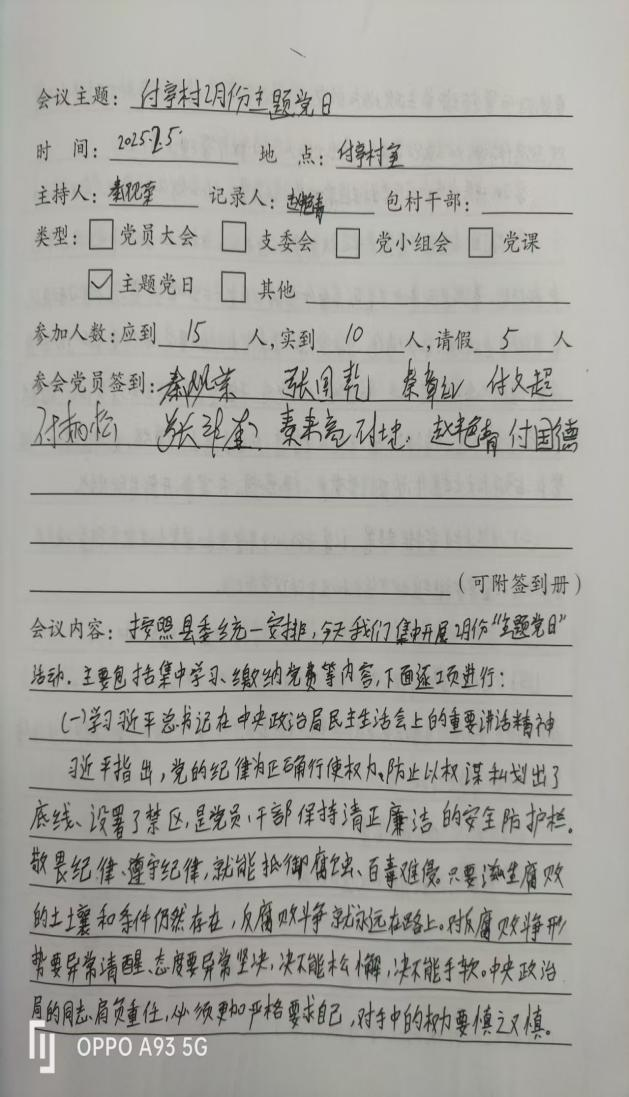 会议主题: 付亭村2月份主题党日
时 间: 2025.2.5. 地 点: 付亭村室
主持人: 秦现荣 记录人: 赵艳青 包村干部:
类型: 党员大会 支委会 党小组会 党课
主题党日 其他
参加人数:应到 15 人,实到 10 人,请假 5 人
参会党员签到: 秦现荣 张国乾 秦章红 付文超
付炳松 秦来亮 赵艳青 付国德
(可附签到册)
会议内容: 按照县委统一安排,今天我们集中开展2月份“主题党日”
活动.主要包括集中学习、缴纳党费等内容,下面逐项进行:
(一)学习习近平总书记在中央政治局民主生活会上的重要讲话精神
习近平指出,党的纪律为正确行使权力、防止以权谋私划出了
底线、设置了禁区,是党员、干部保持清正廉洁的安全防护栏。
敬畏纪律、遵守纪律,就能抵御腐蚀、百毒难侵。只要滋生腐败
的土壤和条件仍然存在,反腐败斗争就永远在路上。对反腐败斗争形
势要异常清醒、态度要异常坚决,决不能松懈,决不能手软。中央政治
局的同志肩负重任,必须更加严格要求自己,对手中的权力要慎之又慎。
OPPO A93 5G